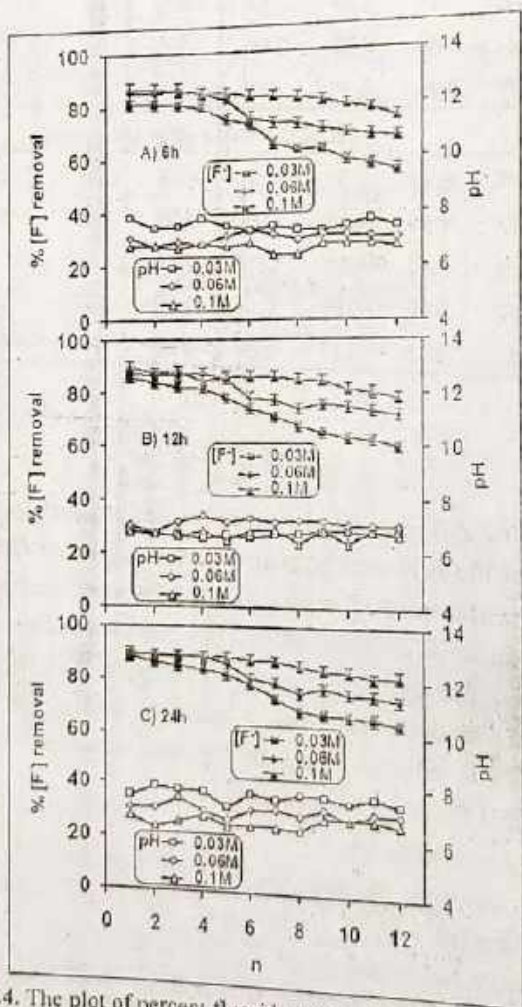 100
80
60
40
20
0
% [F] removal
A) 6h
[F-] 0.03M
0.06M
0.1M
pH 0.03M
0.06M
0.1M
14
12
10
8
6
4
pH
100
80
60
40
20
0
% [F] removal
B) 12h
[F-] 0.03M
0.06M
0.1M
pH 0.03M
0.06M
0.1M
14
12
10
8
6
4
pH
100
80
60
40
20
0
% [F] removal
C) 24h
[F-] 0.03M
0.06M
0.1M
pH 0.03M
0.06M
0.1M
14
12
10
8
6
4
pH
0 2 4 6 8 10 12
n
.4. The plot of percent